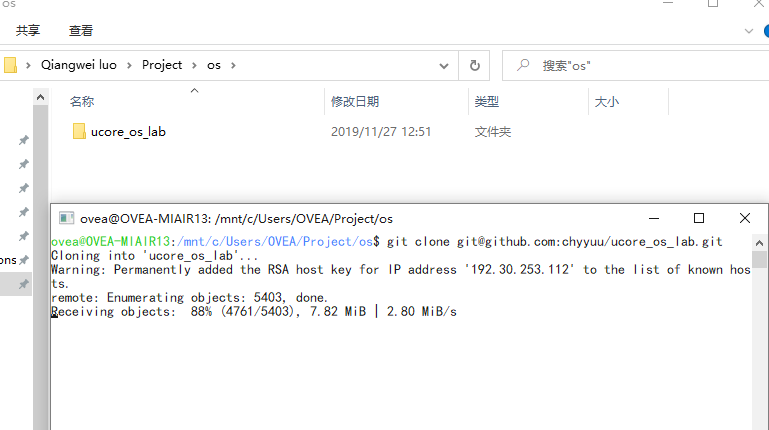 os
共享 查看
Qiangwei luo Project os
搜索"os"
名称 修改日期 类型 大小
ucore_os_lab 2019/11/27 12:51 文件夹
ovea@OVEA-MIAIR13: /mnt/c/Users/OVEA/Project/os
ovea@OVEA-MIAIR13:/mnt/c/Users/OVEA/Project/os$ git clone git@github.com:chyyuu/ucore_os_lab.git
Cloning into 'ucore_os_lab'...
Warning: Permanently added the RSA host key for IP address '192.30.253.112' to the list of known hos
ts.
remote: Enumerating objects: 5403, done.
Receiving objects:  88% (4761/5403), 7.82 MiB | 2.80 MiB/s
ons